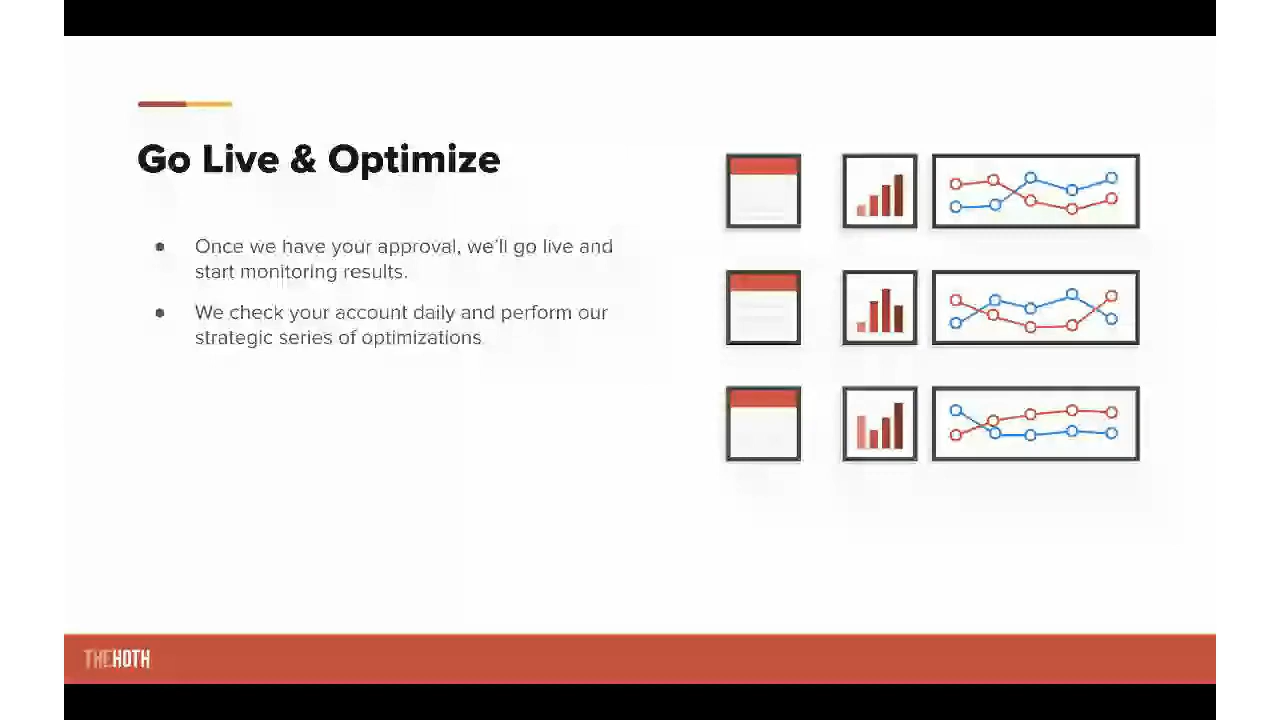 Go Live & Optimize
● Once we have your approval, we'll go live and
start monitoring results.
● We check your account daily and perform our
strategic series of optimizations
THEHOTH